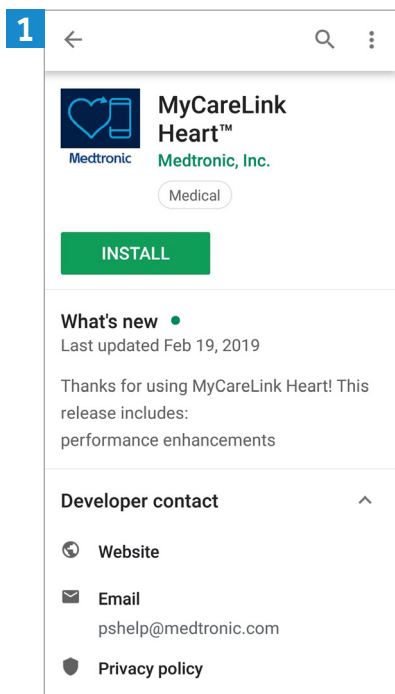 1
MyCareLink
Heart™
Medtronic
Medtronic, Inc.
Medical
INSTALL
What's new
Last updated Feb 19, 2019
Thanks for using MyCareLink Heart! This
release includes:
performance enhancements
Developer contact
Website
Email
pshelp@medtronic.com
Privacy policy